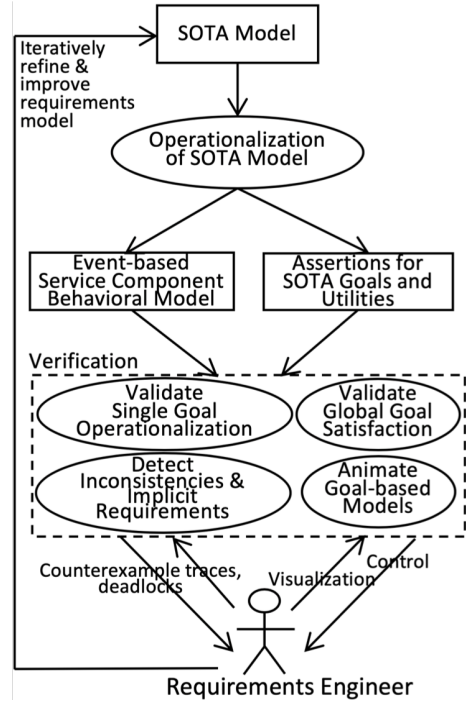 SOTA Model
Iteratively
refine &
improve
requirements
model
Operationalization
of SOTA Model
Event-based
Service Component
Behavioral Model
Assertions for
SOTA Goals and
Utilities
Verification
Validate
Single Goal
Operationalization
Validate
Global Goal
Satisfaction
Detect
Inconsistencies &
Implicit
Requirements
Animate
Goal-based
Models
Counterexample traces,
deadlocks
Visualization
Control
Requirements Engineer